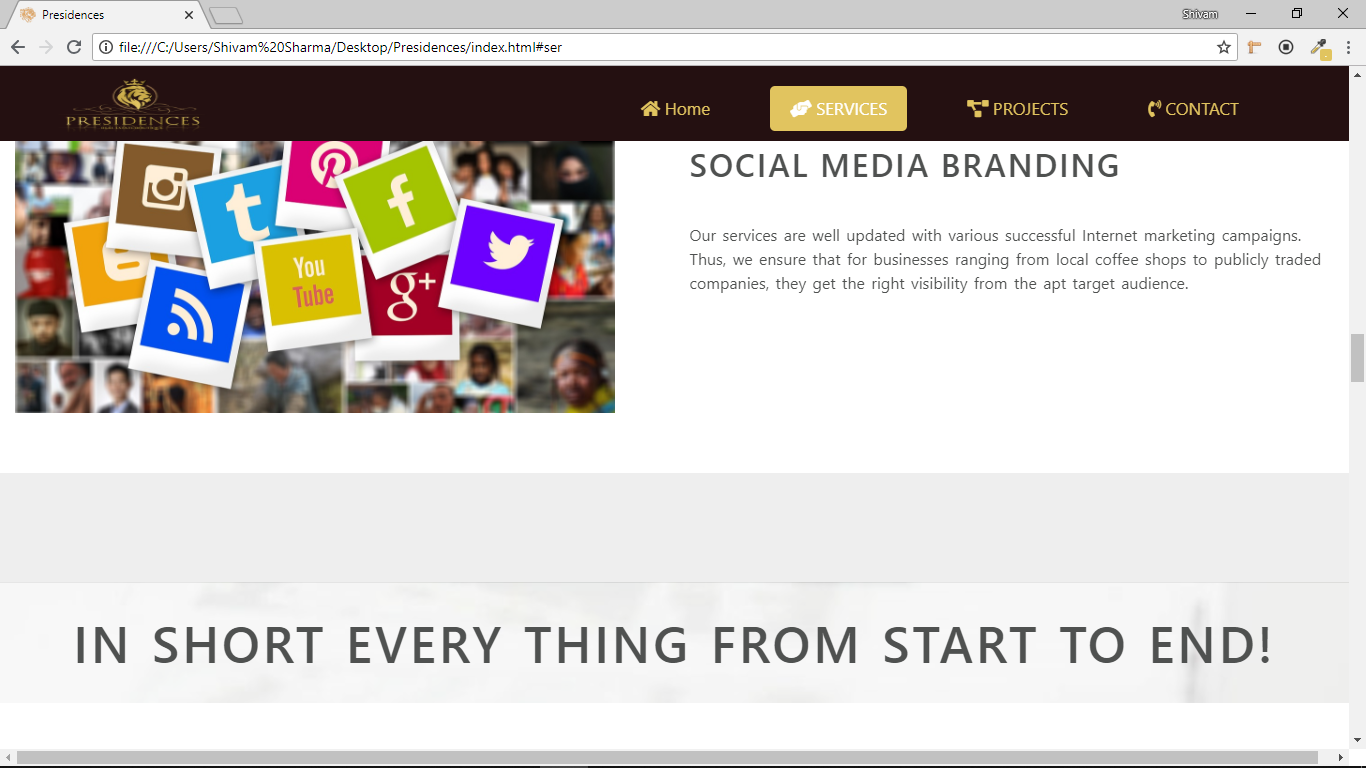 Presidences
Shivam
file:///C:/Users/Shivam%20Sharma/Desktop/Presidences/index.html#ser
PRESIDENCES
Home
SERVICES
PROJECTS
CONTACT
You
Tube
g+
SOCIAL MEDIA BRANDING
Our services are well updated with various successful Internet marketing campaigns.
Thus, we ensure that for businesses ranging from local coffee shops to publicly traded
companies, they get the right visibility from the apt target audience.
IN SHORT EVERY THING FROM START TO END!